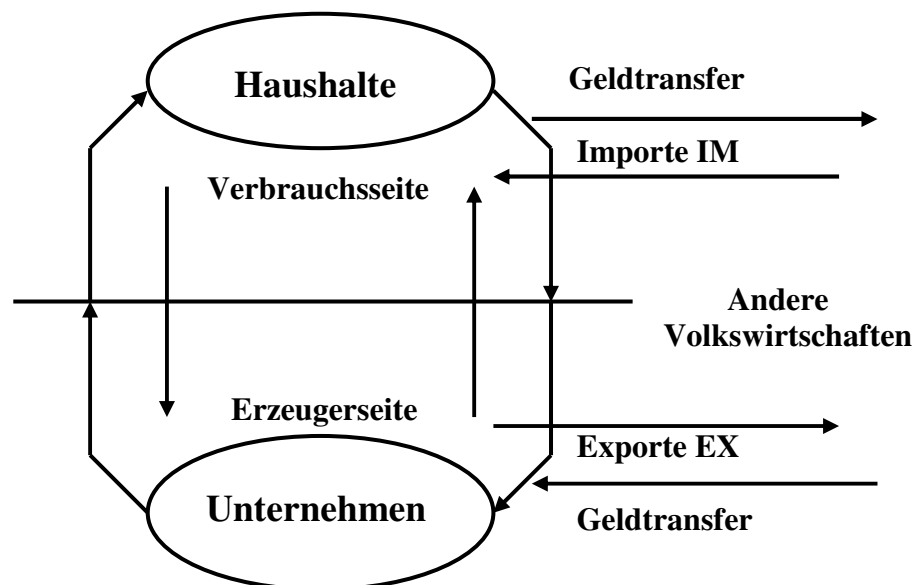 Haushalte
Geldtransfer
Importe IM
Verbrauchsseite
Andere
Volkswirtschaften
Erzeugerseite
Exporte EX
Unternehmen
Geldtransfer